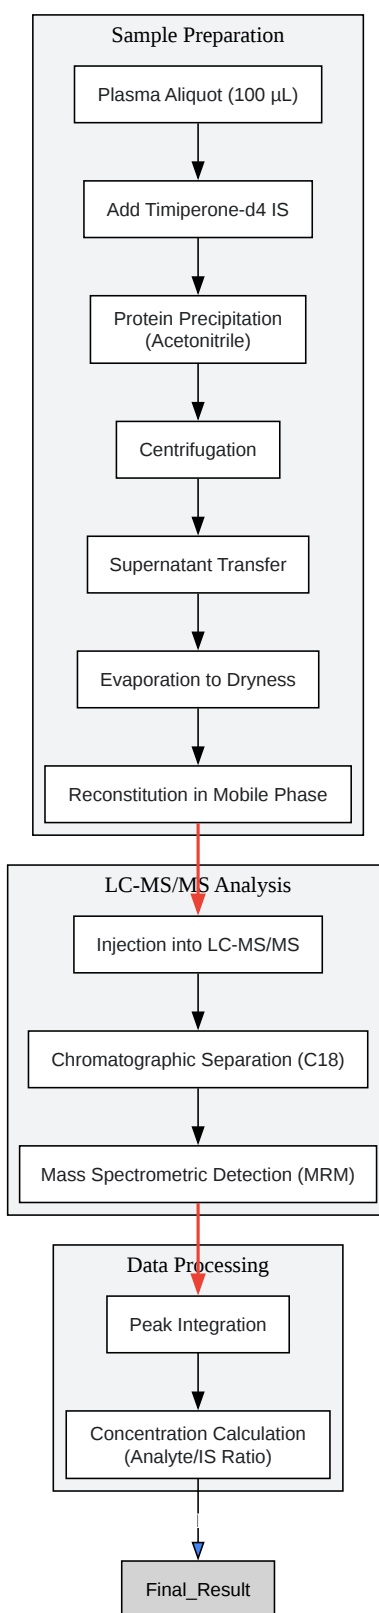 Sample Preparation
Plasma Aliquot (100 µL)
Add Timiperone-d4 IS
Protein Precipitation
(Acetonitrile)
Centrifugation
Supernatant Transfer
Evaporation to Dryness
Reconstitution in Mobile Phase
LC-MS/MS Analysis
Injection into LC-MS/MS
Chromatographic Separation (C18)
Mass Spectrometric Detection (MRM)
Data Processing
Peak Integration
Concentration Calculation
(Analyte/IS Ratio)
Final_Result